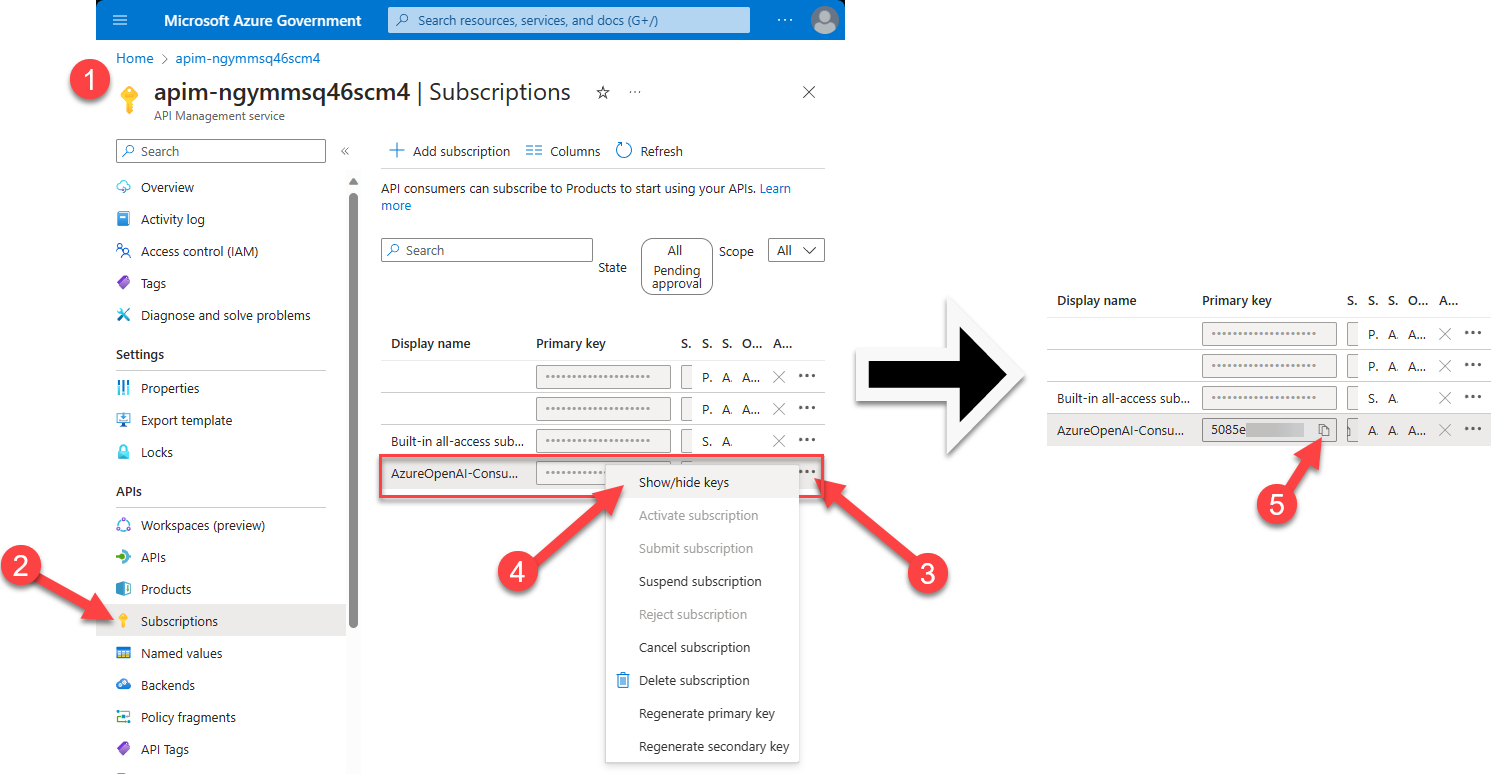 Microsoft Azure Government
Search resources, services, and docs (G+/)
...
Home > apim-ngymmsq46scm4
1
apim-ngymmsq46scm4 | Subscriptions
...
API Management service
Search
«
Overview
Activity log
Access control (IAM)
Tags
Diagnose and solve problems
Settings
Properties
Export template
Locks
APIs
Workspaces (preview)
APIs
Products
2
Subscriptions
Named values
Backends
Policy fragments
API Tags
Add subscription
Columns
Refresh
API consumers can subscribe to Products to start using your APIs. Learn
more
Search
State
All
Pending
approval
Scope
All
Display name Primary key S. S. S. O... A...
•••••••••••••••••••• P. A. A... •••
•••••••••••••••••••• P. A. A... •••
Built-in all-access sub... •••••••••••••••••••• S. A. •••
AzureOpenAI-Consu... •••
Show/hide keys
Activate subscription
Submit subscription
Suspend subscription
Reject subscription
Cancel subscription
Delete subscription
Regenerate primary key
Regenerate secondary key
4
3
Display name Primary key S. S. S. O... A...
•••••••••••••••••••• P. A. A... •••
•••••••••••••••••••• P. A. A... •••
Built-in all-access sub... •••••••••••••••••••• S. A. •••
AzureOpenAI-Consu... 5085e A. A. A... •••
5